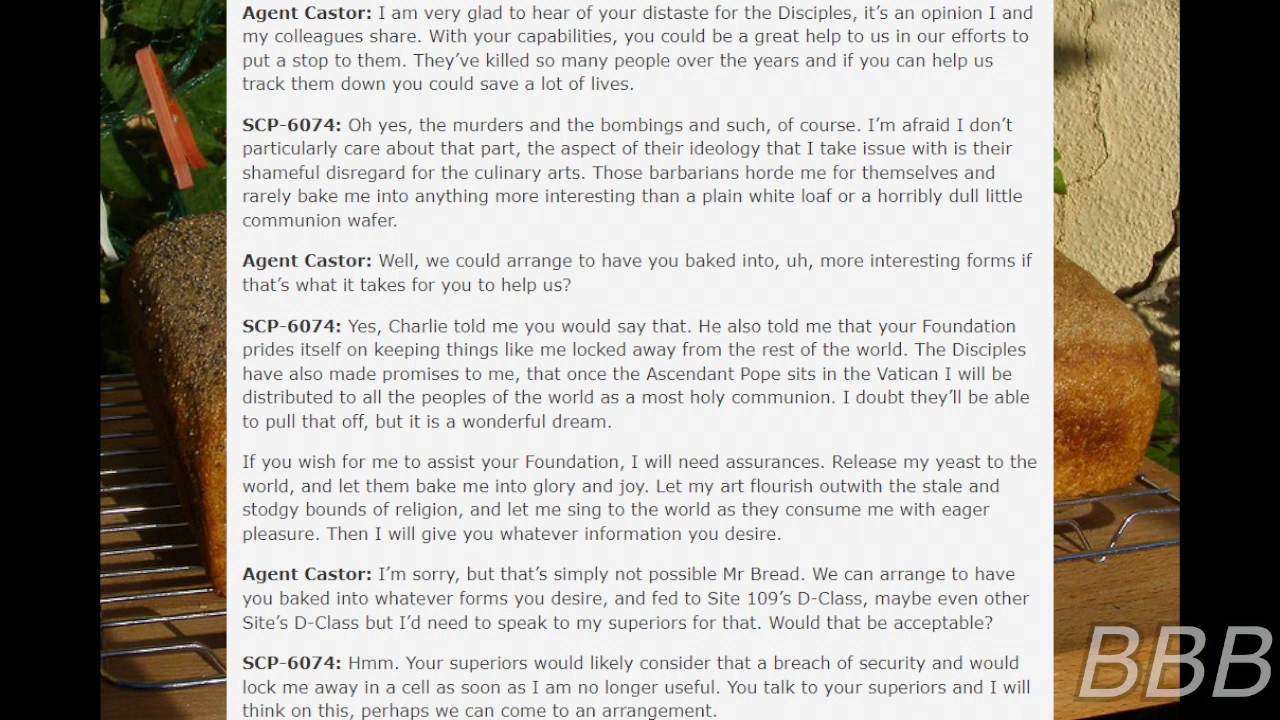 Agent Castor: I am very glad to hear of your distaste for the Disciples, it's an opinion I and
my colleagues share. With your capabilities, you could be a great help to us in our efforts to
put a stop to them. They've killed so many people over the years and if you can help us
track them down you could save a lot of lives.
SCP-6074: Oh yes, the murders and the bombings and such, of course. I'm afraid I don't
particularly care about that part, the aspect of their ideology that I take issue with is their
shameful disregard for the culinary arts. Those barbarians horde me for themselves and
rarely bake me into anything more interesting than a plain white loaf or a horribly dull little
communion wafer.
Agent Castor: Well, we could arrange to have you baked into, uh, more interesting forms if
that's what it takes for you to help us?
SCP-6074: Yes, Charlie told me you would say that. He also told me that your Foundation
prides itself on keeping things like me locked away from the rest of the world. The Disciples
have also made promises to me, that once the Ascendant Pope sits in the Vatican I will be
distributed to all the peoples of the world as a most holy communion. I doubt they'll be able
to pull that off, but it is a wonderful dream.
If you wish for me to assist your Foundation, I will need assurances. Release my yeast to the
world, and let them bake me into glory and joy. Let my art flourish outwith the stale and
stodgy bounds of religion, and let me sing to the world as they consume me with eager
pleasure. Then I will give you whatever information you desire.
Agent Castor: I'm sorry, but that's simply not possible Mr Bread. We can arrange to have
you baked into whatever forms you desire, and fed to Site 109's D-Class, maybe even other
Site's D-Class but I'd need to speak to my superiors for that. Would that be acceptable?
SCP-6074: Hmm. Your superiors would likely consider that a breach of security and would
lock me away in a cell as soon as I am no longer useful. You talk to your superiors and I will
think on this, perhaps we can come to an arrangement.
BBB